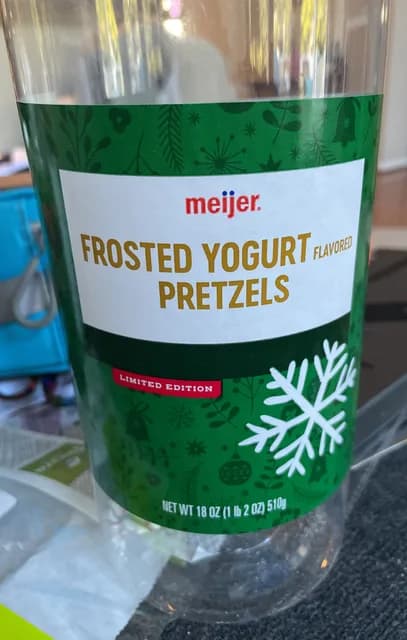 meijer.
FROSTED YOGURT FLAVORED
PRETZELS
LIMITED EDITION
NET WT 18 OZ (1 lb 2 OZ) 510g